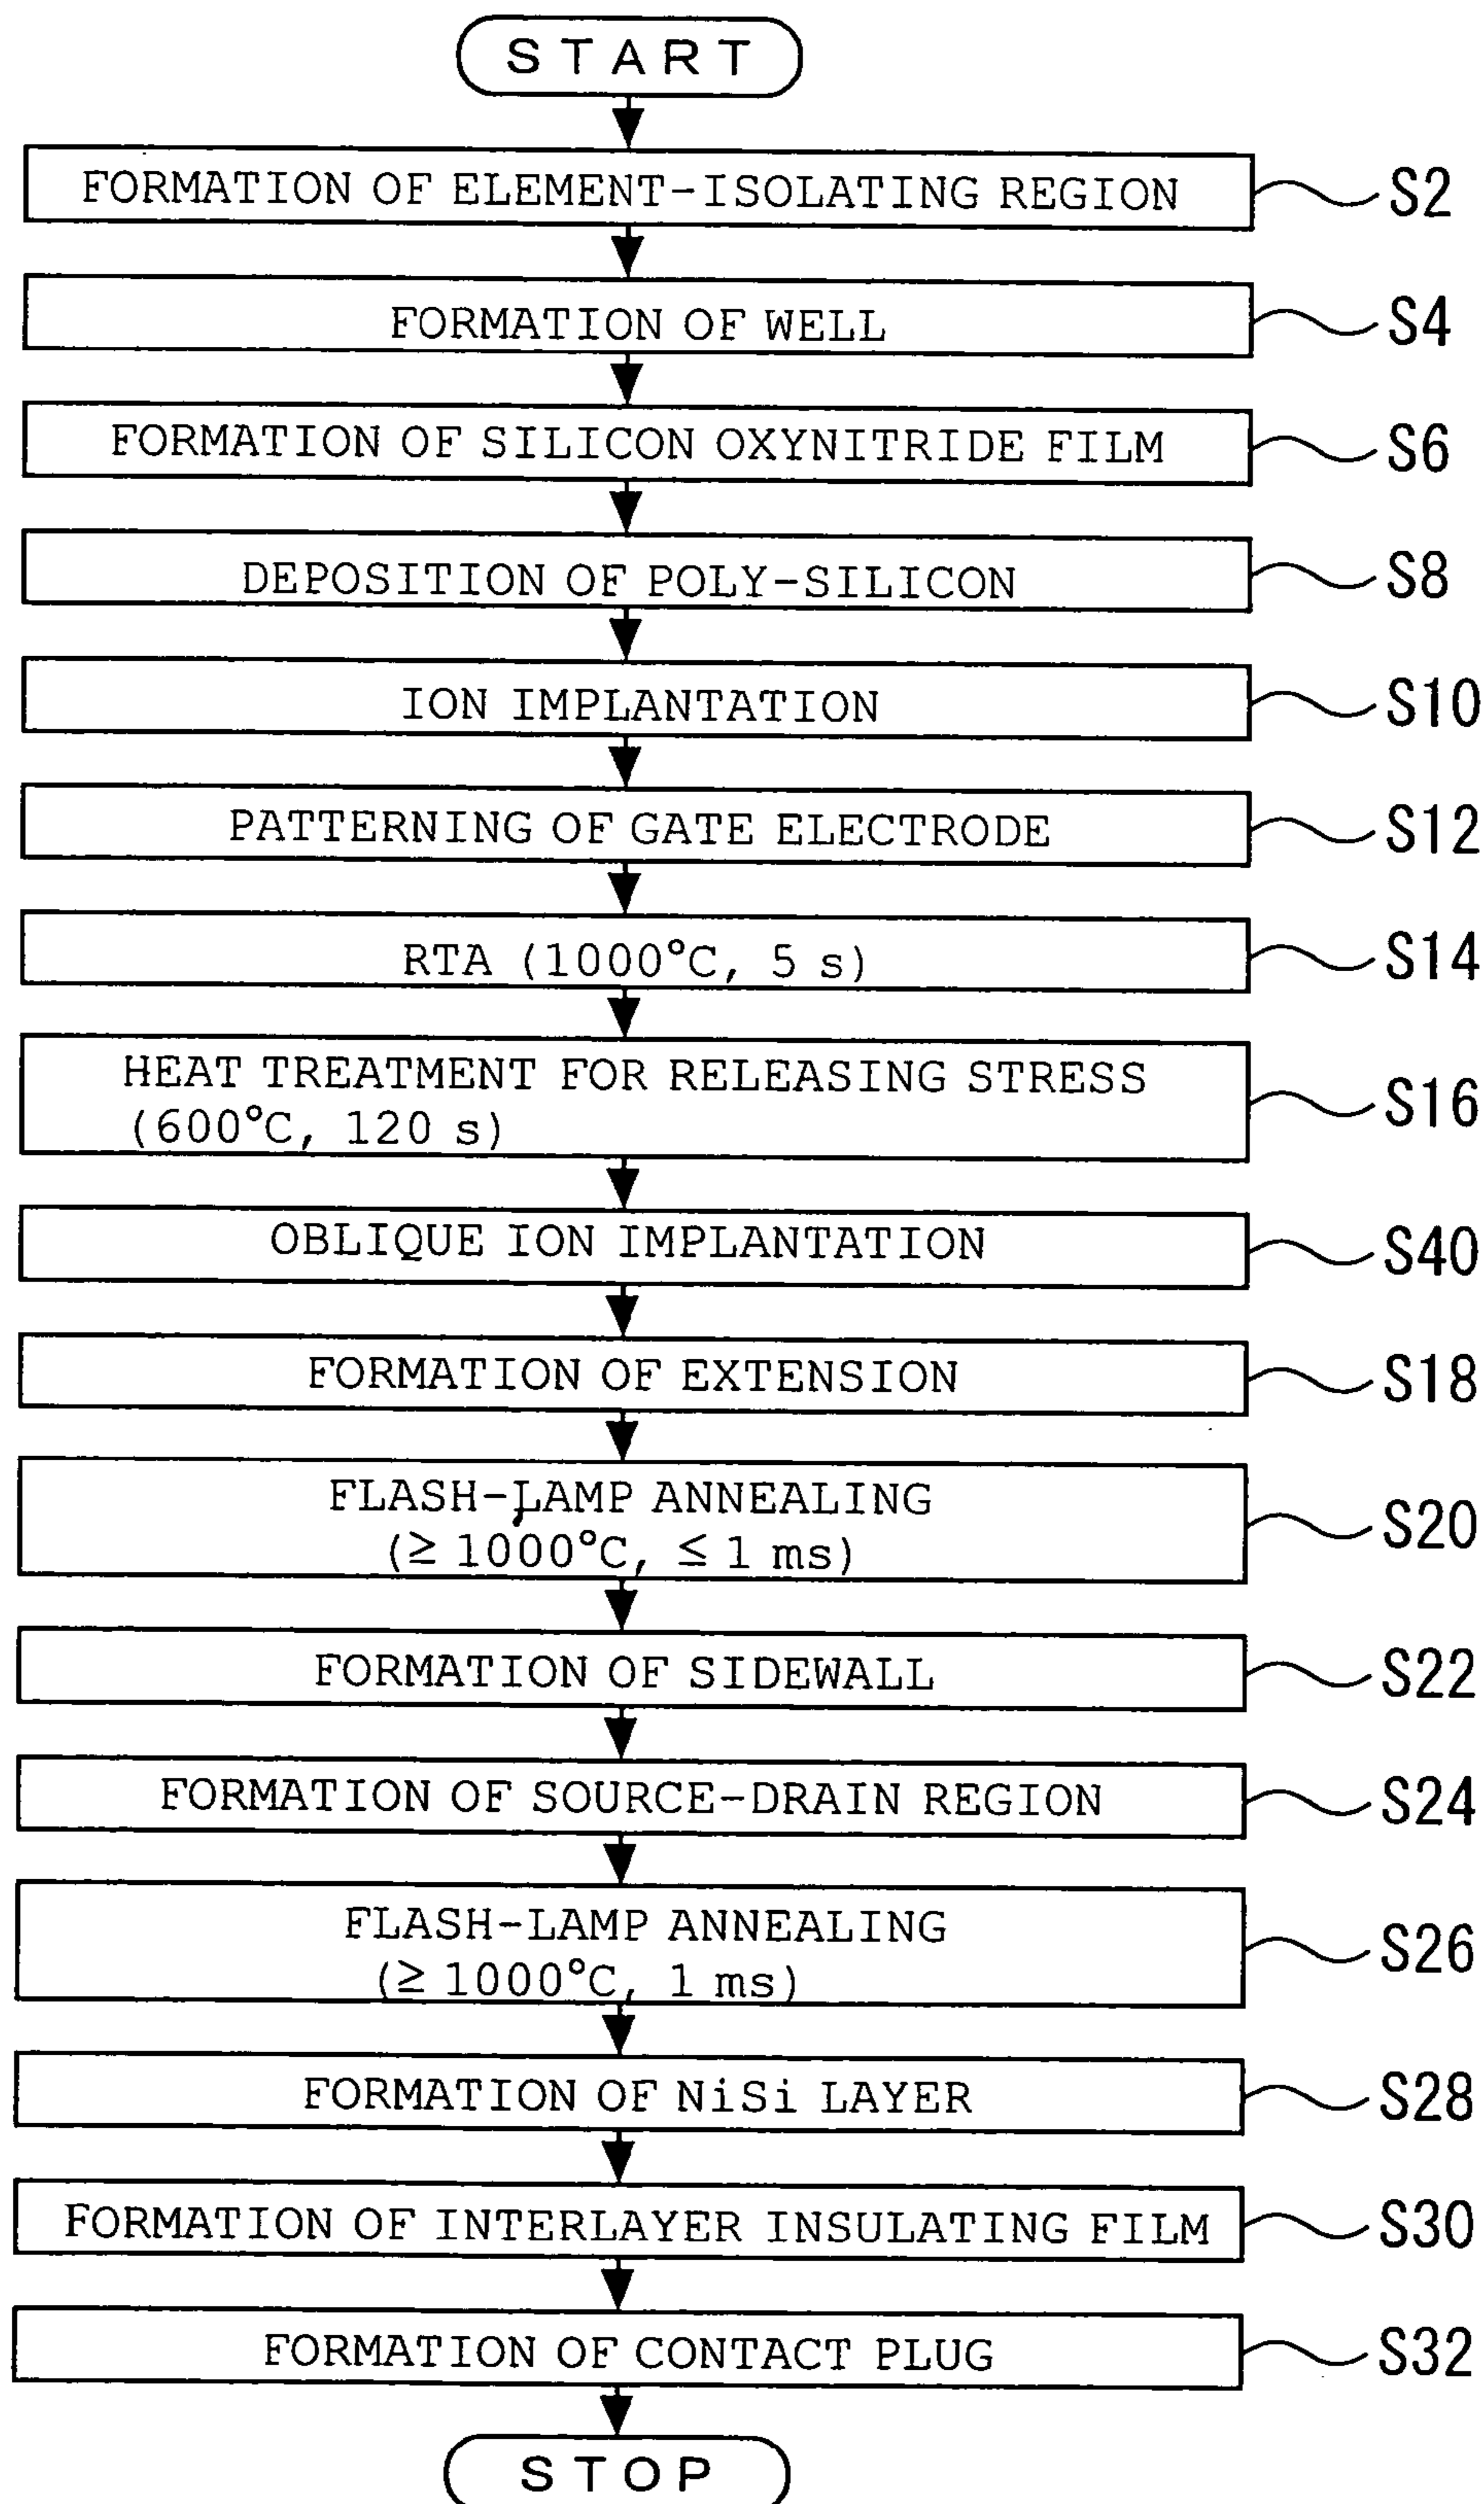 START
FORMATION OF ELEMENT-ISOLATING REGION S2
FORMATION OF WELL S4
FORMATION OF SILICON OXYNITRIDE FILM S6
DEPOSITION OF POLY-SILICON S8
ION IMPLANTATION S10
PATTERNING OF GATE ELECTRODE S12
RTA (1000°C, 5 s) S14
HEAT TREATMENT FOR RELEASING STRESS
(600°C, 120 s) S16
OBLIQUE ION IMPLANTATION S40
FORMATION OF EXTENSION S18
FLASH-LAMP ANNEALING
(≥ 1000°C, ≤ 1 ms) S20
FORMATION OF SIDEWALL S22
FORMATION OF SOURCE-DRAIN REGION S24
FLASH-LAMP ANNEALING
(≥ 1000°C, 1 ms) S26
FORMATION OF NiSi LAYER S28
FORMATION OF INTERLAYER INSULATING FILM S30
FORMATION OF CONTACT PLUG S32
STOP